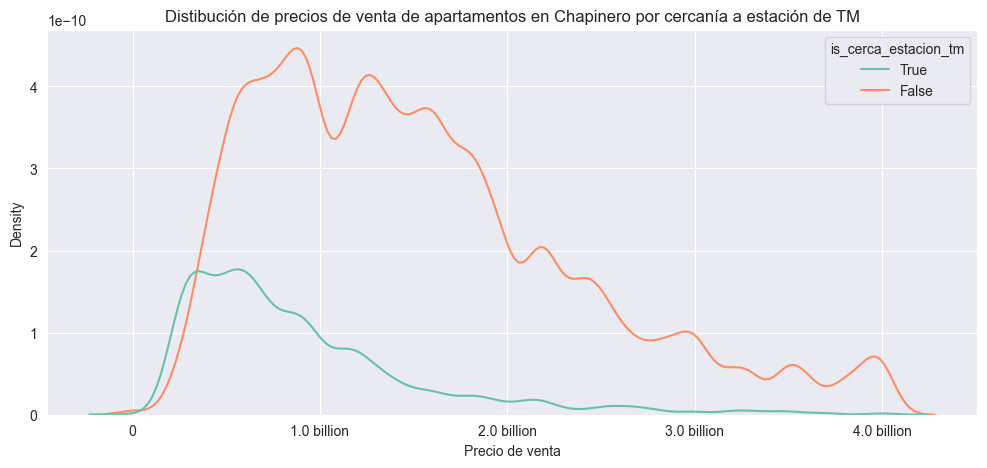 Distibución de precios de venta de apartamentos en Chapinero por cercanía a estación de TM
1e−10
is_cerca_estacion_tm
True
False
4
3
2
1
0
Density
0 1.0 billion 2.0 billion 3.0 billion 4.0 billion
Precio de venta